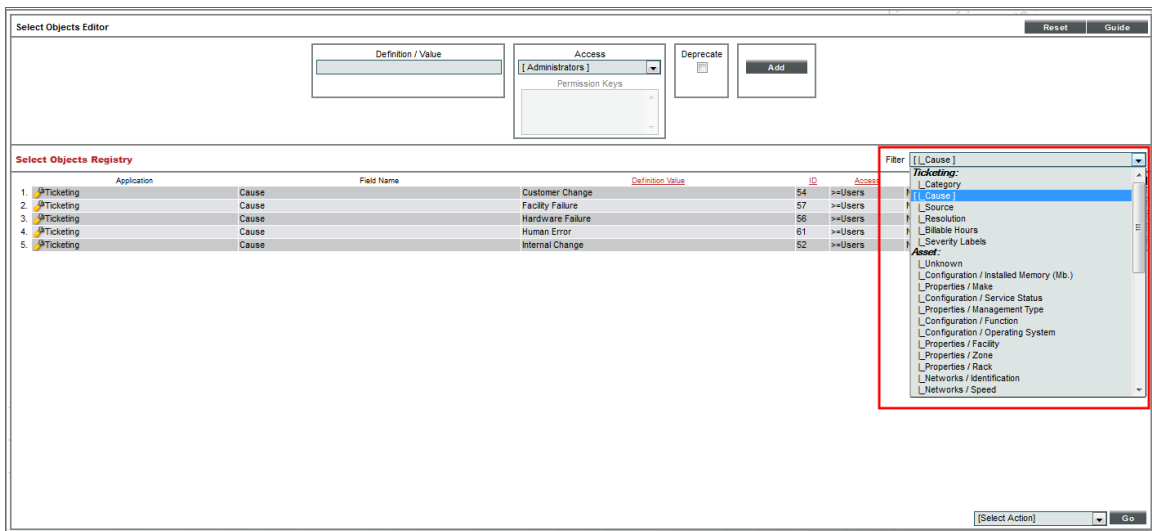 Select Objects Editor Reset Guide
Definition / Value Access Deprecate
[ Administrators ] Add
Permission Keys
Select Objects Registry Filter [ |_Cause ]
Application Field Name Definition Value ID Access
1. Ticketing Cause Customer Change 54 >=Users
2. Ticketing Cause Facility Failure 57 >=Users
3. Ticketing Cause Hardware Failure 56 >=Users
4. Ticketing Cause Human Error 61 >=Users
5. Ticketing Cause Internal Change 52 >=Users
Ticketing:
|_Category
[ |_Cause ]
|_Source
|_Resolution
|_Billable Hours
|_Severity Labels
Asset:
|_Unknown
|_Configuration / Installed Memory (Mb.)
|_Properties / Make
|_Configuration / Service Status
|_Properties / Management Type
|_Configuration / Function
|_Configuration / Operating System
|_Properties / Facility
|_Properties / Zone
|_Properties / Rack
|_Networks / Identification
|_Networks / Speed
[Select Action] Go